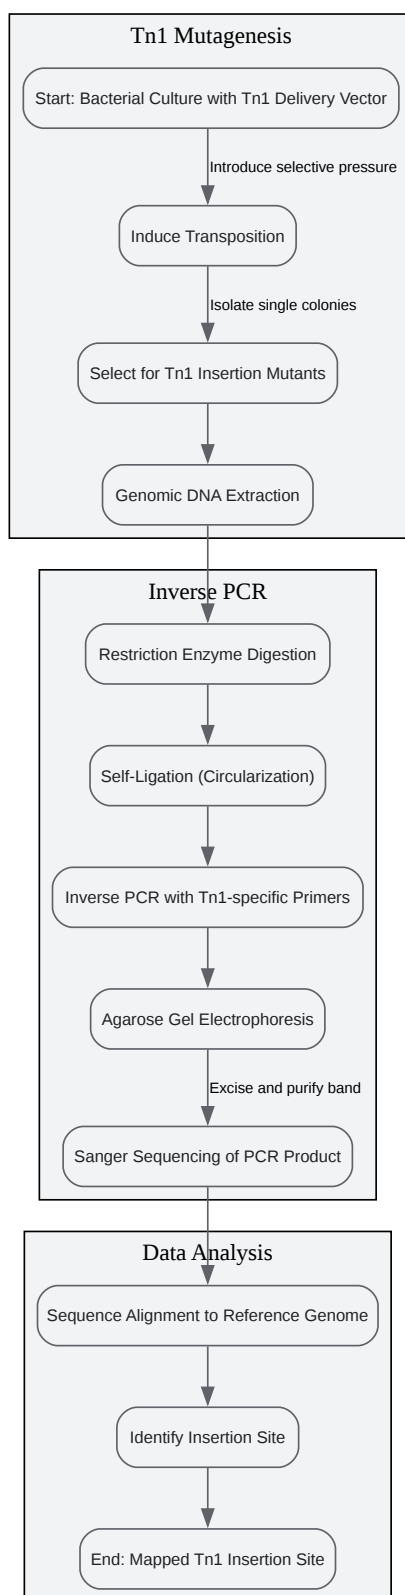 Tn1 Mutagenesis
Start: Bacterial Culture with Tn1 Delivery Vector
Introduce selective pressure
Induce Transposition
Isolate single colonies
Select for Tn1 Insertion Mutants
Genomic DNA Extraction
Inverse PCR
Restriction Enzyme Digestion
Self-Ligation (Circularization)
Inverse PCR with Tn1-specific Primers
Agarose Gel Electrophoresis
Excise and purify band
Sanger Sequencing of PCR Product
Data Analysis
Sequence Alignment to Reference Genome
Identify Insertion Site
End: Mapped Tn1 Insertion Site